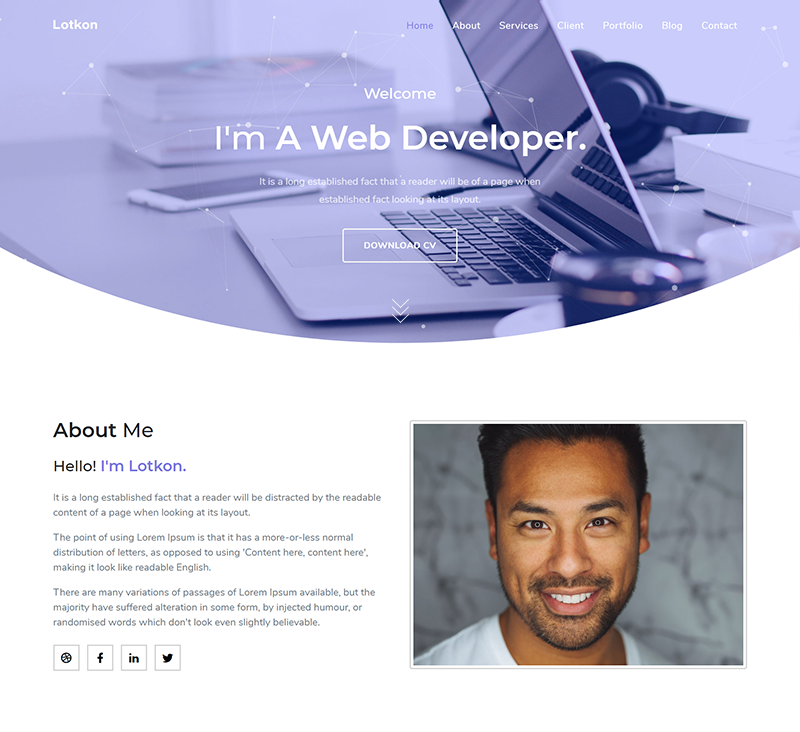 Lotkon
Home About Services Client Portfolio Blog Contact
Welcome
I'm A Web Developer.
It is a long established fact that a reader will be of a page when
established fact looking at its layout.
DOWNLOAD CV
About Me
Hello! I'm Lotkon.
It is a long established fact that a reader will be distracted by the readable
content of a page when looking at its layout.
The point of using Lorem Ipsum is that it has a more-or-less normal
distribution of letters, as opposed to using 'Content here, content here',
making it look like readable English.
There are many variations of passages of Lorem Ipsum available, but the
majority have suffered alteration in some form, by injected humour, or
randomised words which don't look even slightly believable.